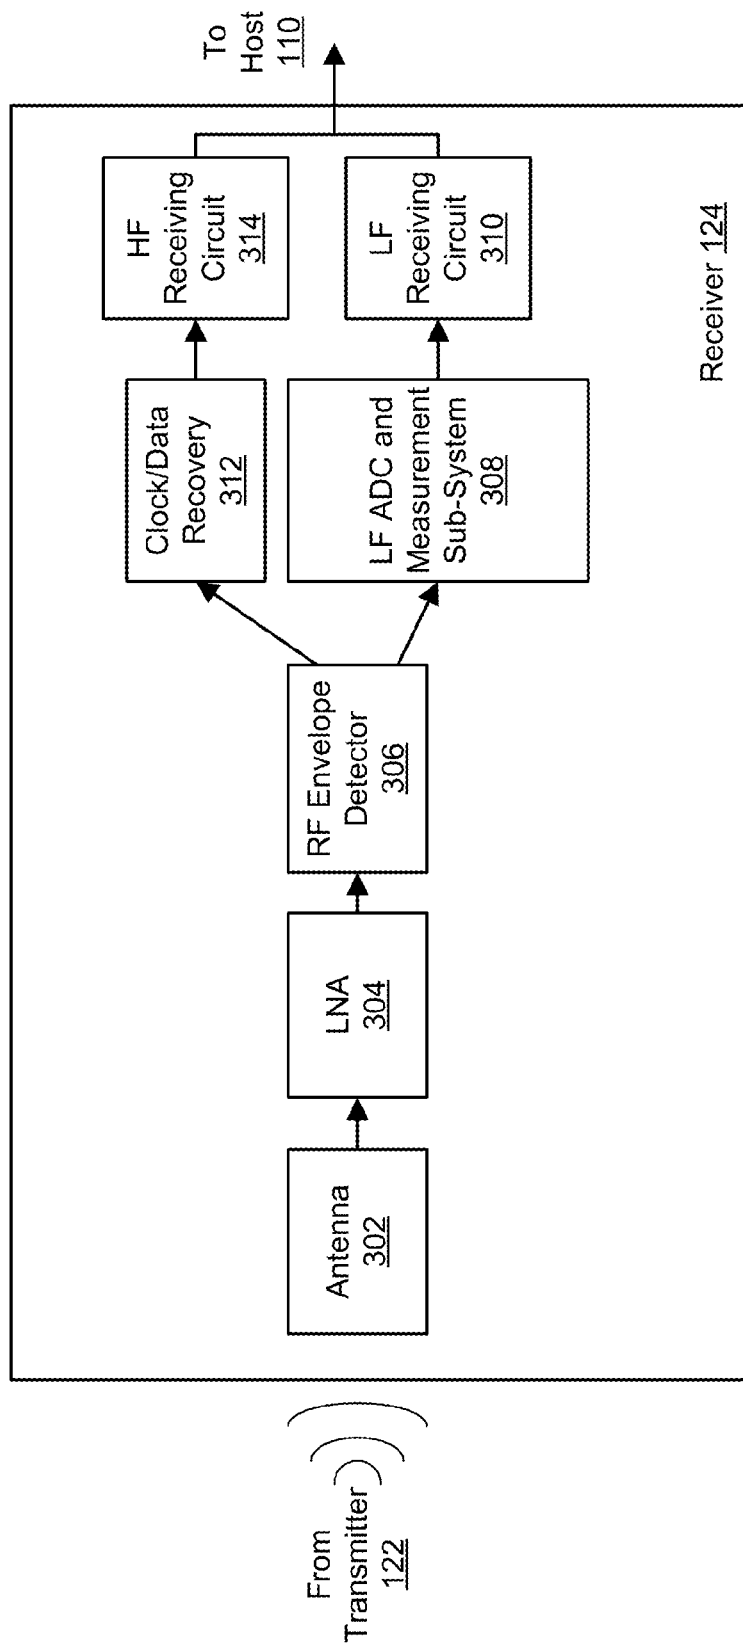 From
Transmitter
122
Antenna
302
LNA
304
RF Envelope
Detector
306
Clock/Data
Recovery
312
HF
Receiving
Circuit
314
LF ADC and
Measurement
Sub-System
308
LF
Receiving
Circuit
310
To
Host
110
Receiver 124